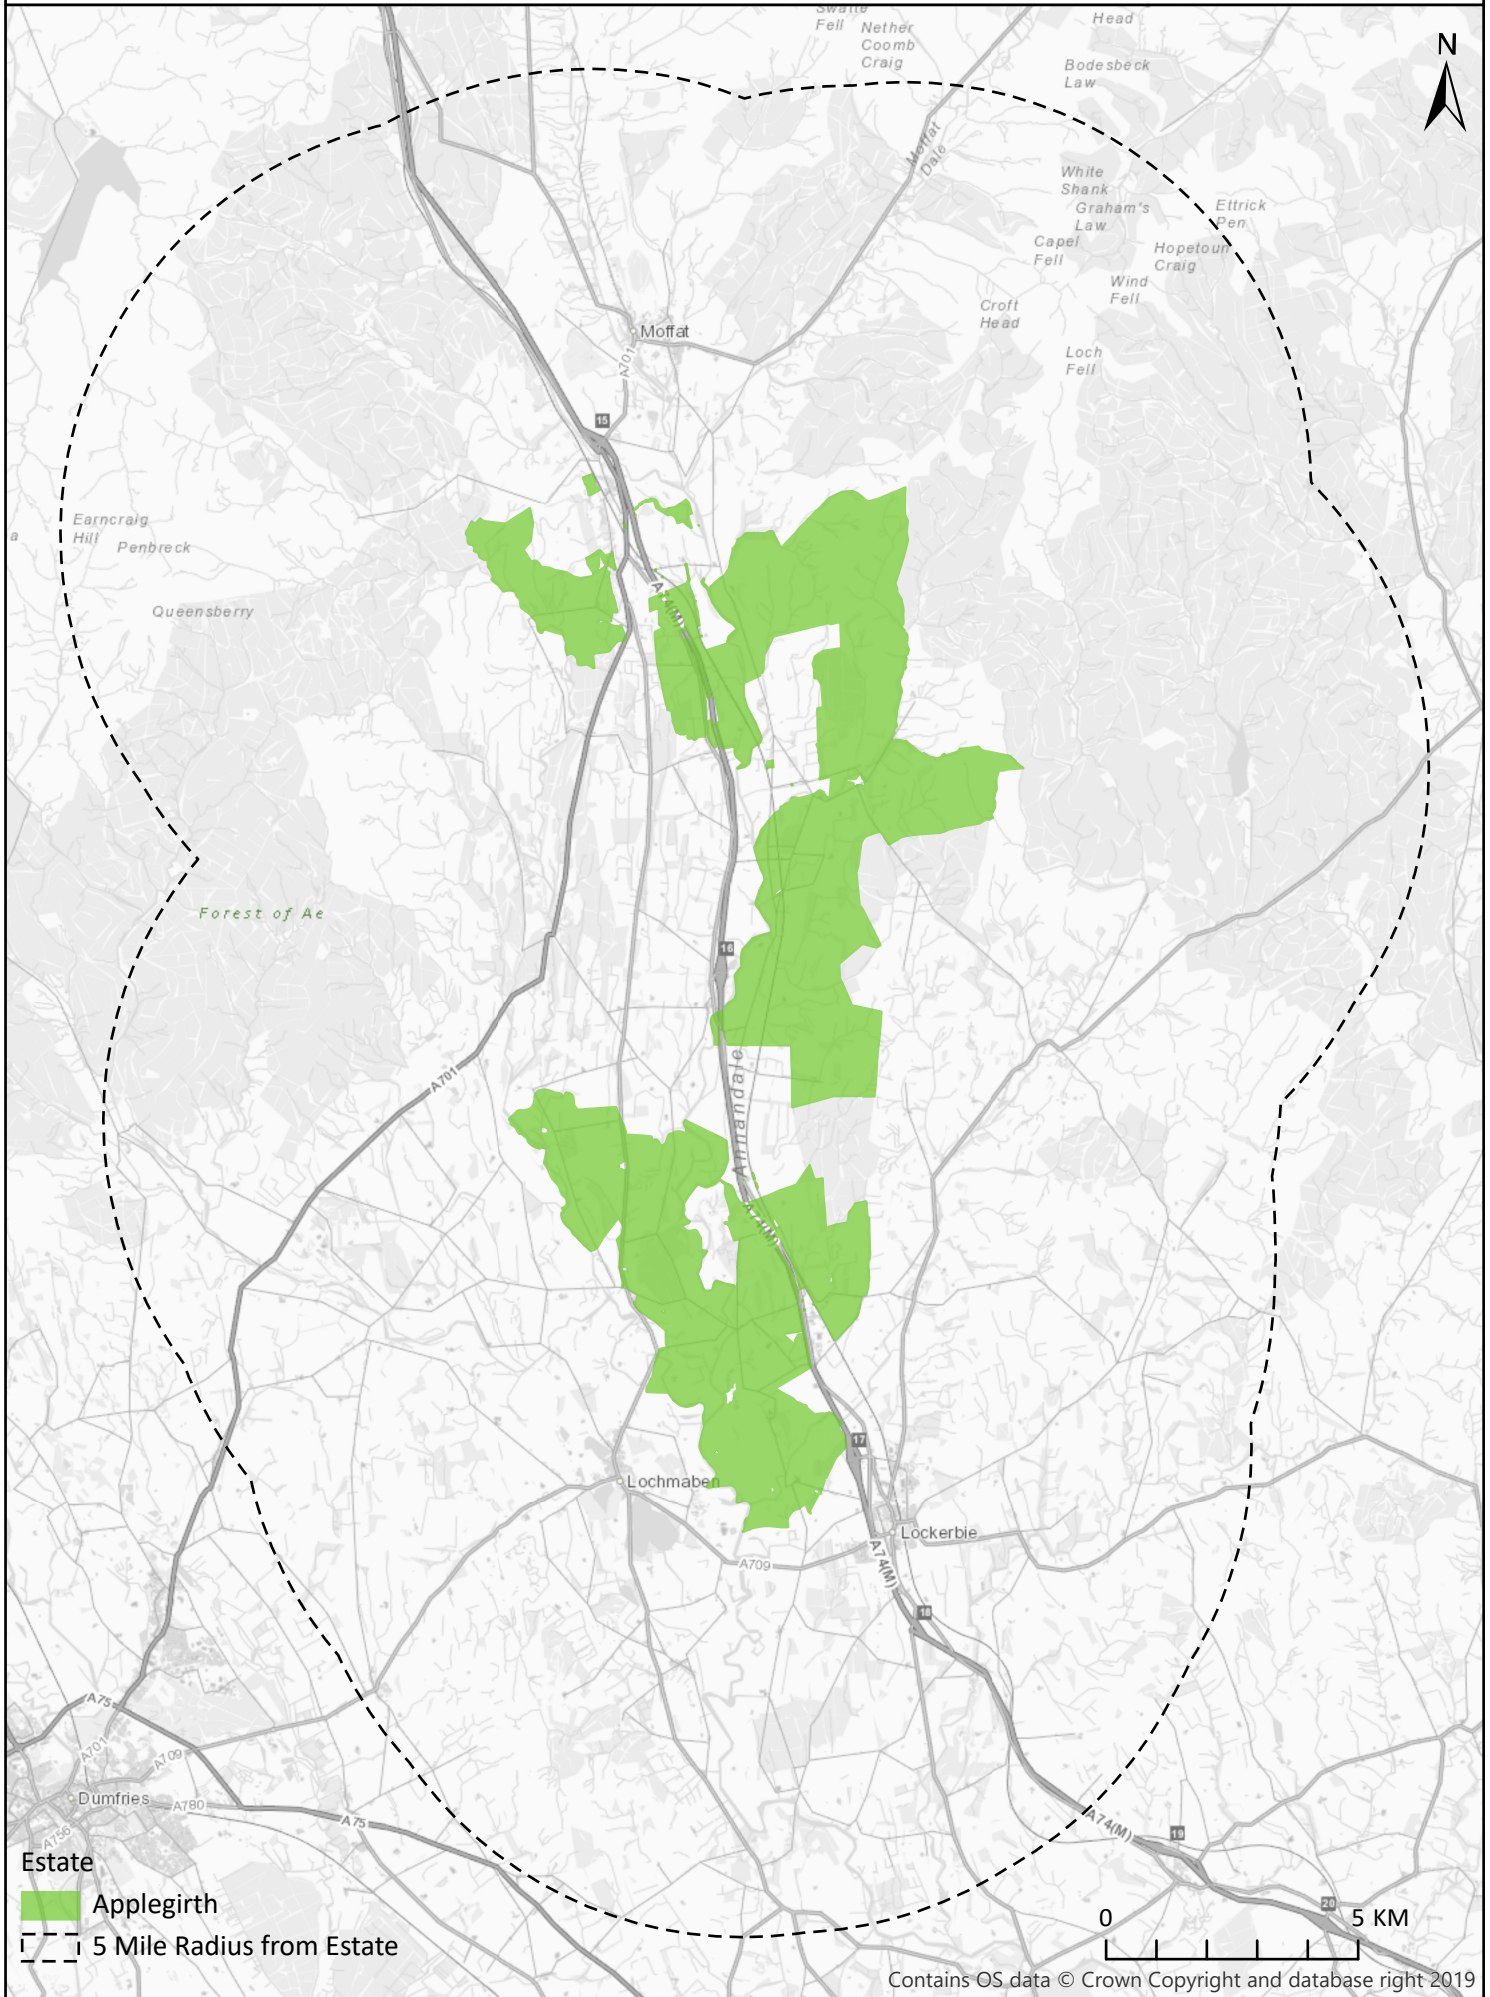 Swatte
Fell
Nether
Coomb
Craig
Head
Bodesbeck
Law
N
Moffat
Dale
White
Shank
Graham's
Law
Ettrick
Pen
Capel
Fell
Hopetoun
Craig
Wind
Fell
Croft
Head
Loch
Fell
Moffat
A701
15
Earncraig
Hill
Penbreck
a
Queensberry
A74(M)
Forest of Ae
16
A701
Annandale
A74(M)
17
Lochmaben
Lockerbie
A709
A74(M)
18
A75
A701
A709
Dumfries
A780
A75
A756
A74(M)
19
20
Estate
Applegirth
5 Mile Radius from Estate
0
5 KM
Contains OS data © Crown Copyright and database right 2019